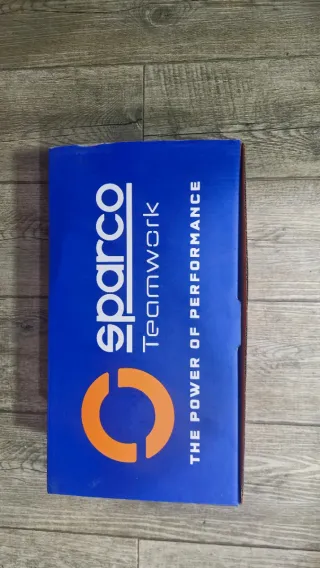 sparco
Teamwork
THE POWER OF PERFORMANCE